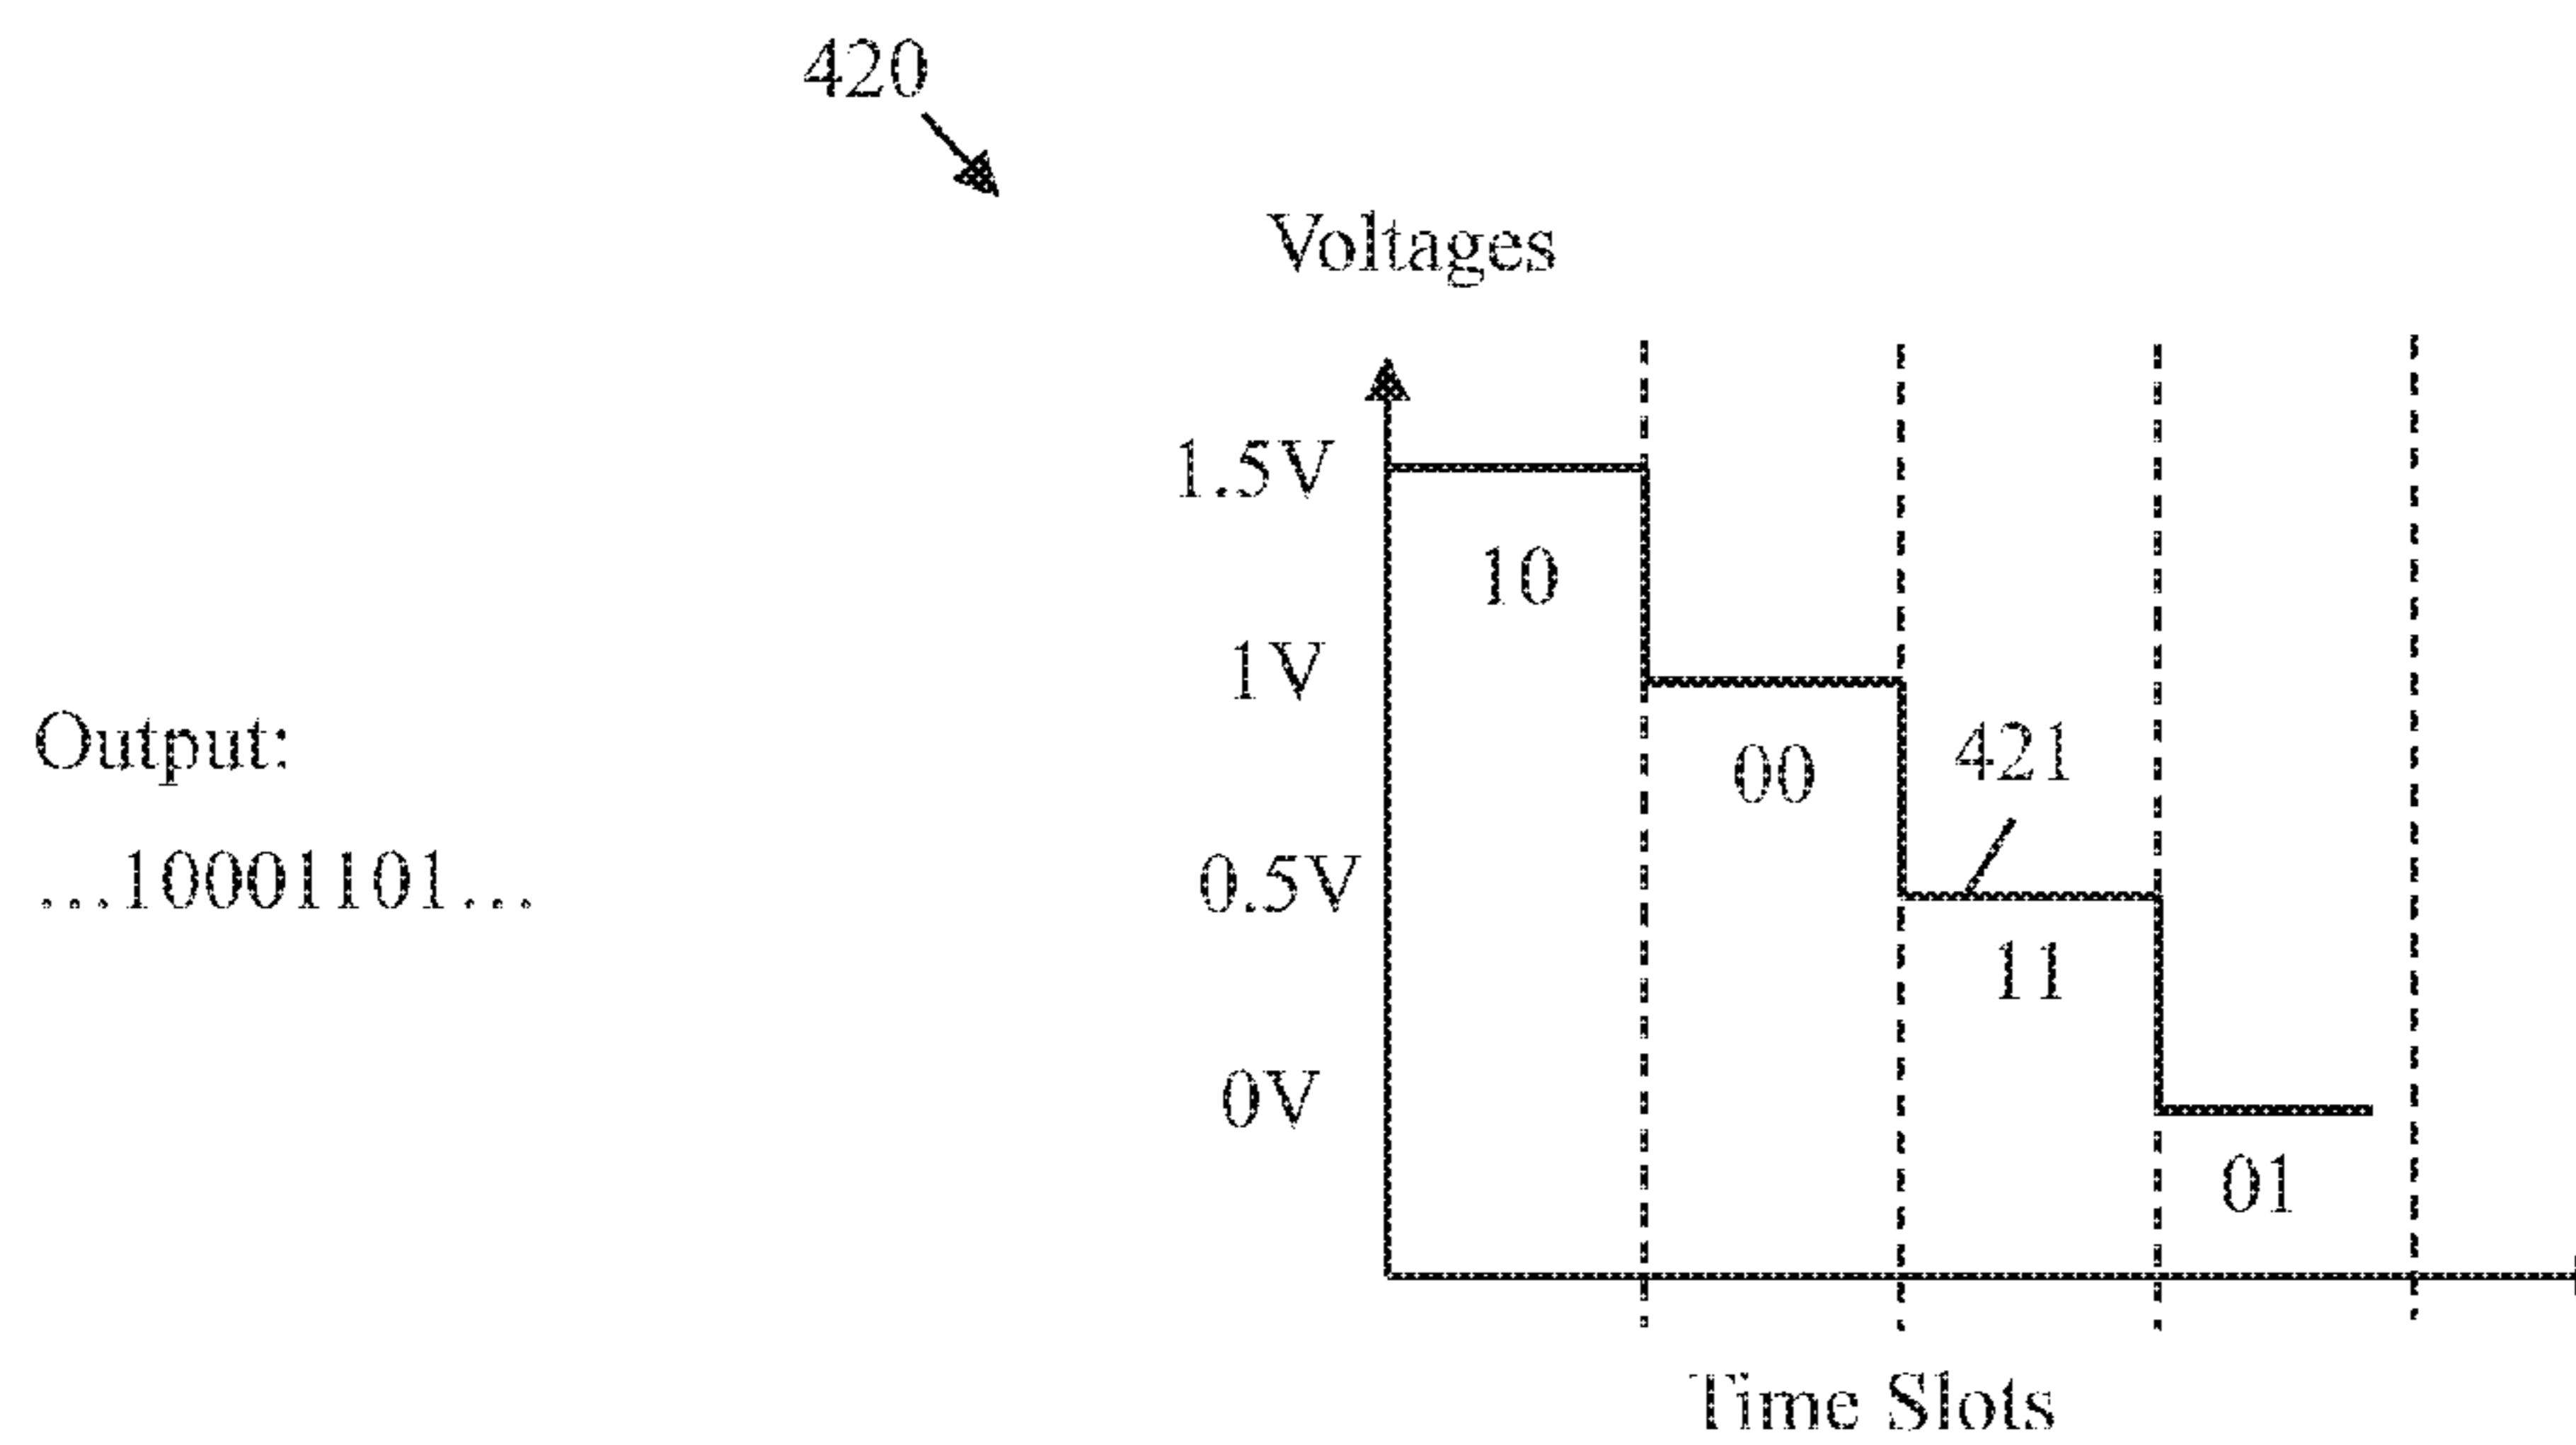 420
Voltages
1.5V
10
1V
Output:
00
421
...10001101...
0.5V
11
0V
01
Time Slots